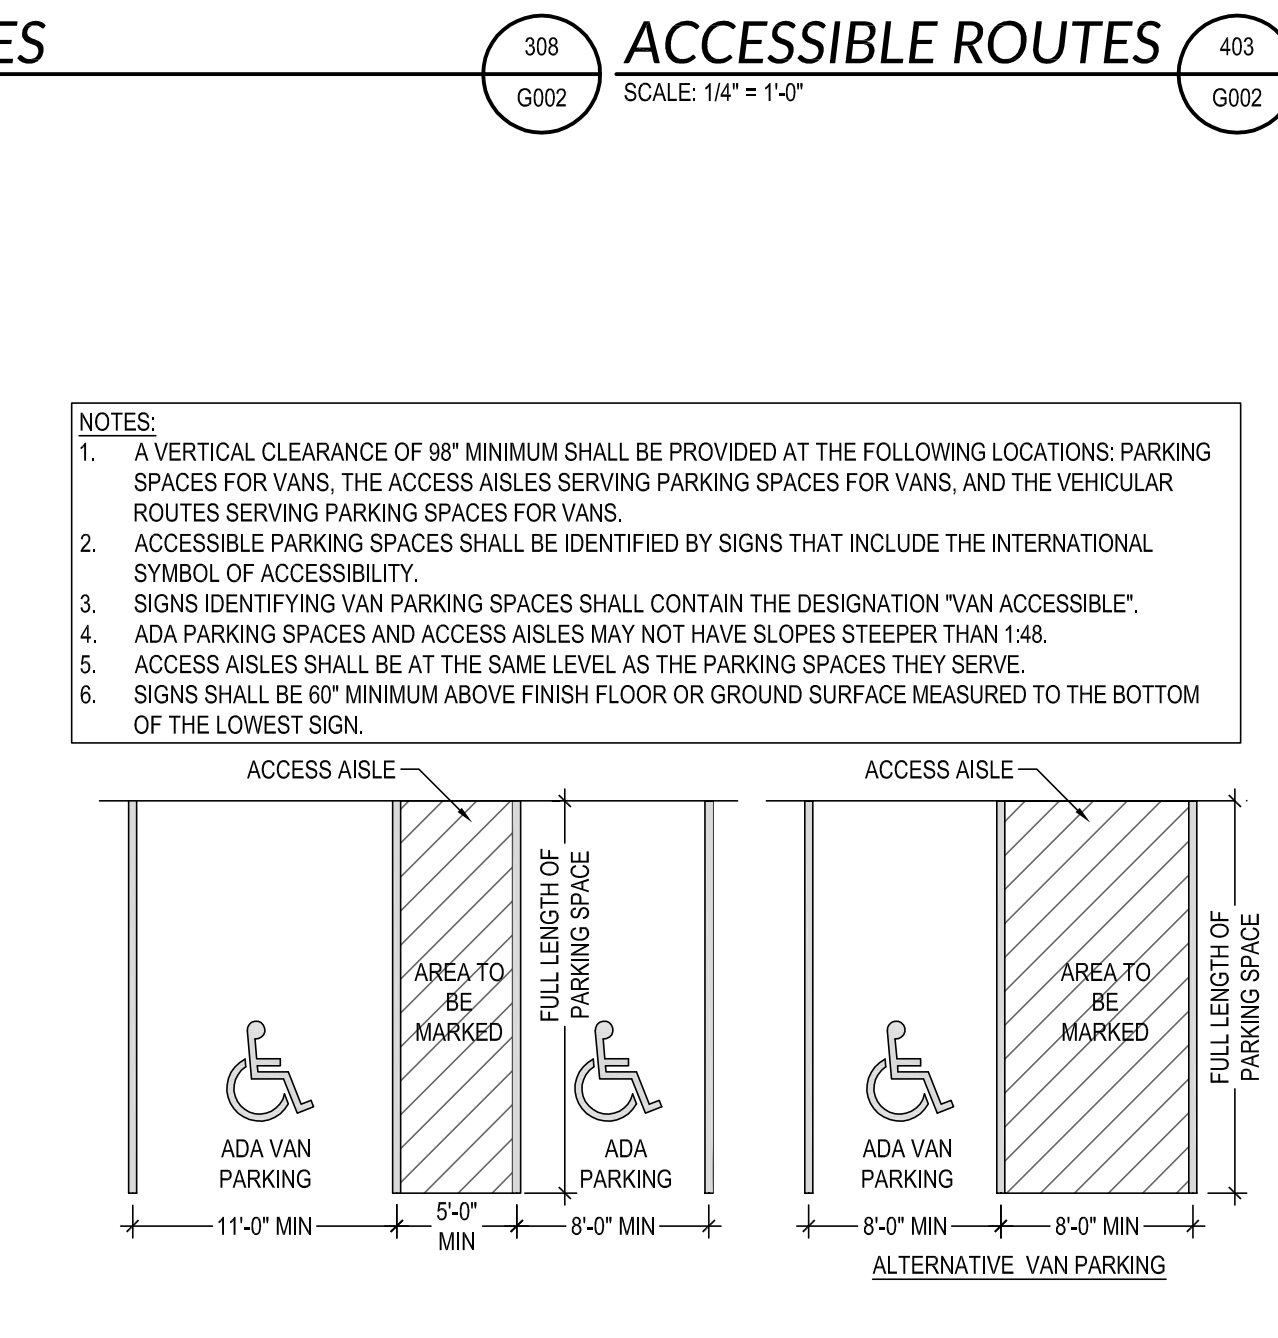 ES
308
G002
ACCESSIBLE ROUTES
SCALE: 1/4" = 1'-0"
403
G002
NOTES:
1. A VERTICAL CLEARANCE OF 98" MINIMUM SHALL BE PROVIDED AT THE FOLLOWING LOCATIONS: PARKING
SPACES FOR VANS, THE ACCESS AISLES SERVING PARKING SPACES FOR VANS, AND THE VEHICULAR
ROUTES SERVING PARKING SPACES FOR VANS.
2. ACCESSIBLE PARKING SPACES SHALL BE IDENTIFIED BY SIGNS THAT INCLUDE THE INTERNATIONAL
SYMBOL OF ACCESSIBILITY.
3. SIGNS IDENTIFYING VAN PARKING SPACES SHALL CONTAIN THE DESIGNATION "VAN ACCESSIBLE".
4. ADA PARKING SPACES AND ACCESS AISLES MAY NOT HAVE SLOPES STEEPER THAN 1:48.
5. ACCESS AISLES SHALL BE AT THE SAME LEVEL AS THE PARKING SPACES THEY SERVE.
6. SIGNS SHALL BE 60" MINIMUM ABOVE FINISH FLOOR OR GROUND SURFACE MEASURED TO THE BOTTOM
OF THE LOWEST SIGN.
ACCESS AISLE
AREA TO
BE
MARKED
FULL LENGTH OF
PARKING SPACE
ADA VAN
PARKING
ADA
PARKING
11'-0" MIN
5'-0"
MIN
8'-0" MIN
ACCESS AISLE
AREA TO
BE
MARKED
FULL LENGTH OF
PARKING SPACE
ADA VAN
PARKING
8'-0" MIN
8'-0" MIN
ALTERNATIVE VAN PARKING